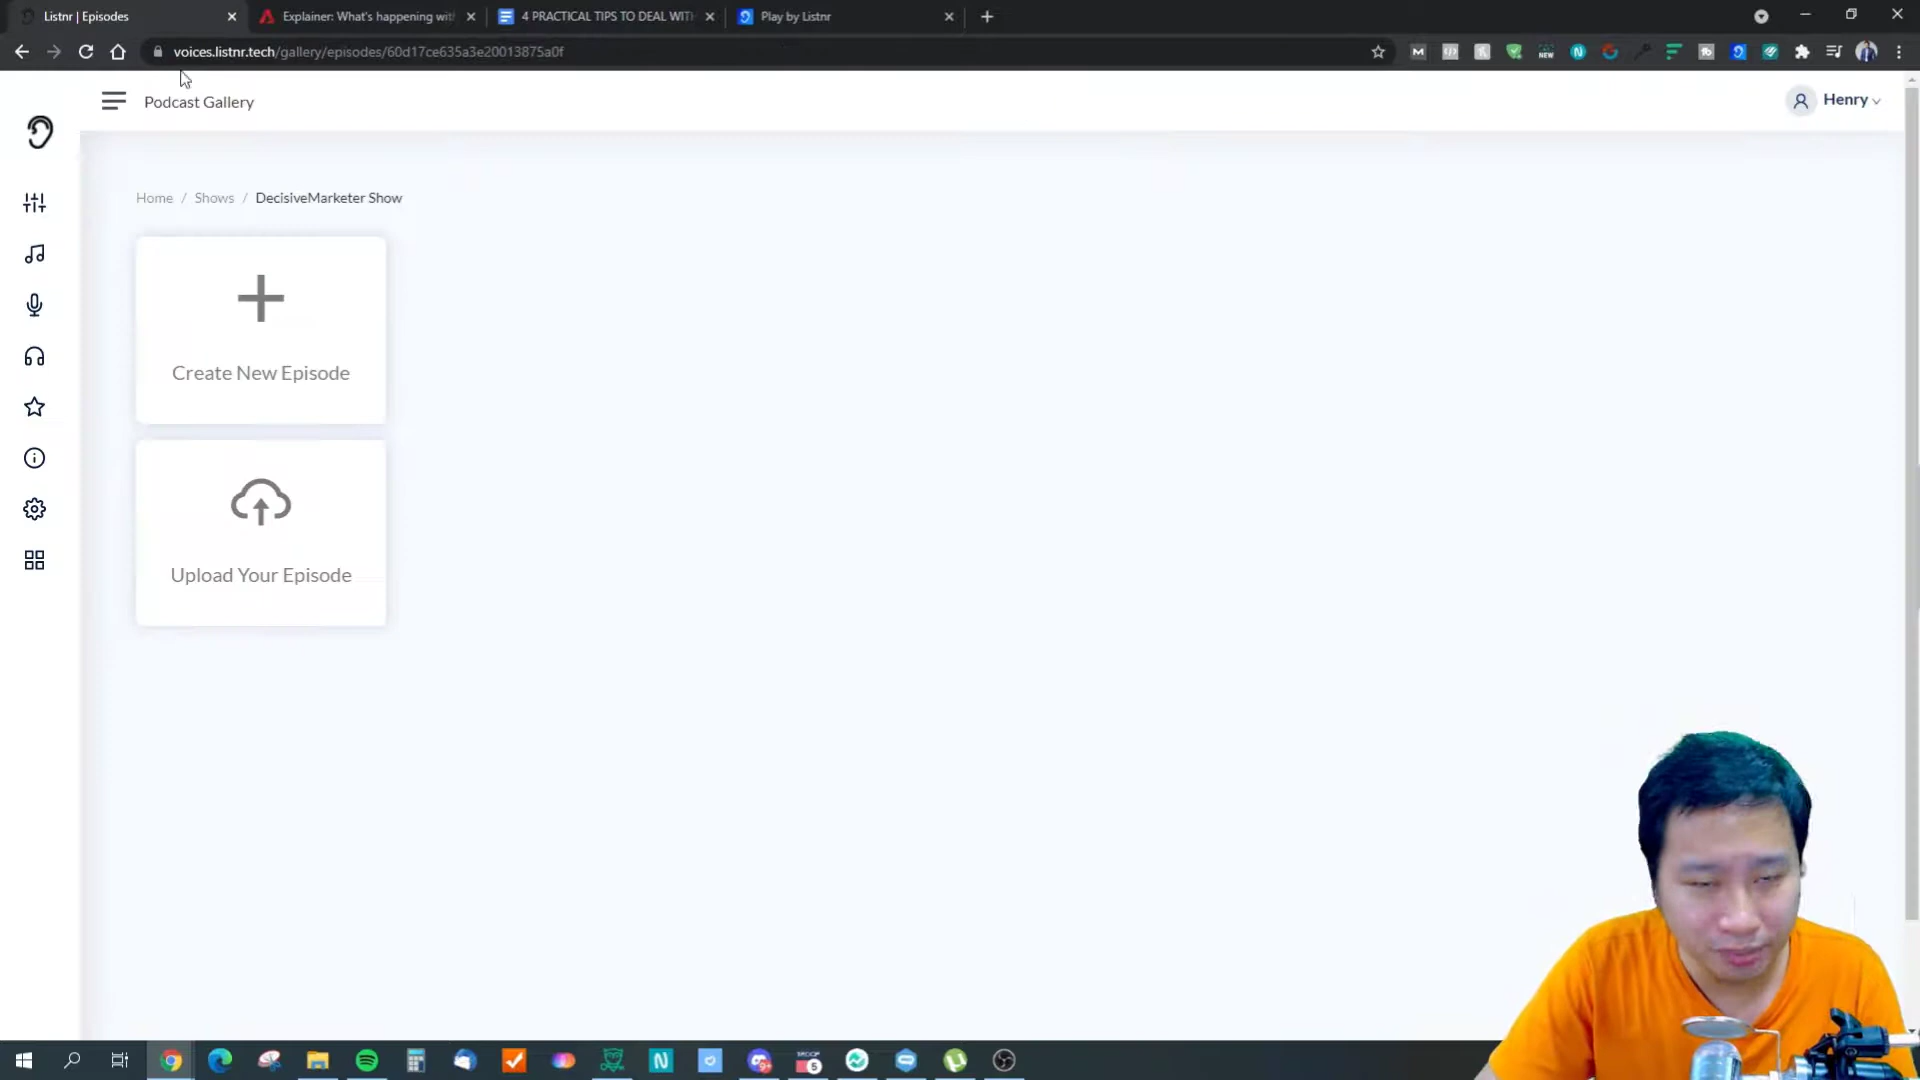 Listnr | Episodes
Explainer: What's happening wit
4 PRACTICAL TIPS TO DEAL WITH
Play by Listnr
voices.listnr.tech/gallery/episodes/60d17ce635a3e20013875a0f
Podcast Gallery
Henry
Home / Shows / DecisiveMarketer Show
Create New Episode
Upload Your Episode